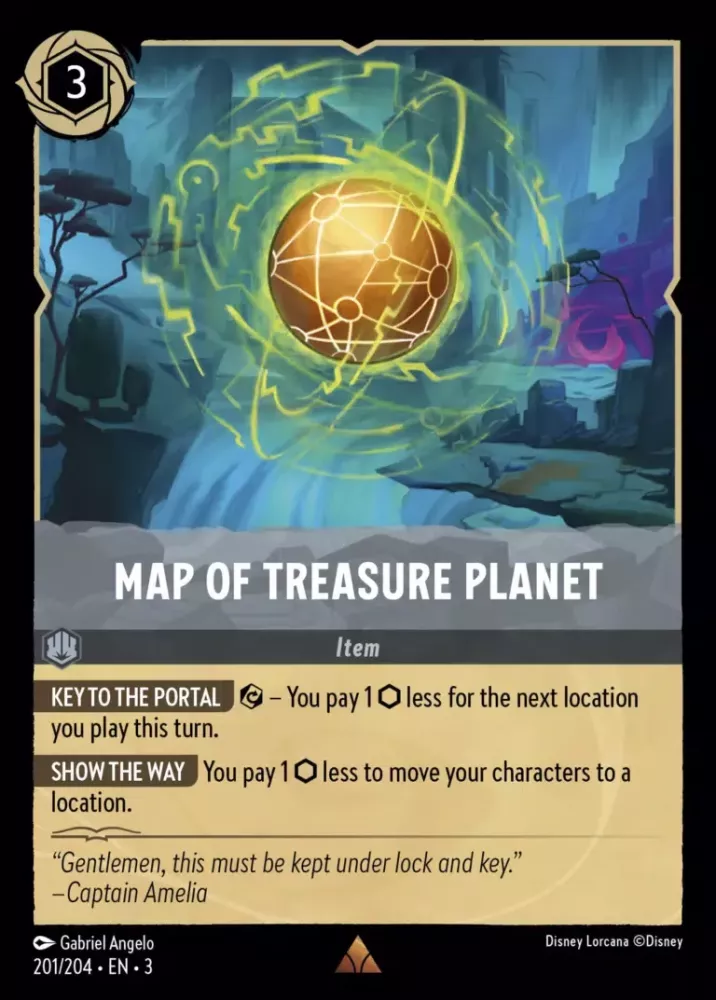 3
MAP OF TREASURE PLANET
Item
KEY TO THE PORTAL – You pay 1 less for the next location
you play this turn.
SHOW THE WAY You pay 1 less to move your characters to a
location.
“Gentlemen, this must be kept under lock and key.”
–Captain Amelia
Gabriel Angelo
Disney Lorcana ©Disney
201/204 • EN • 3